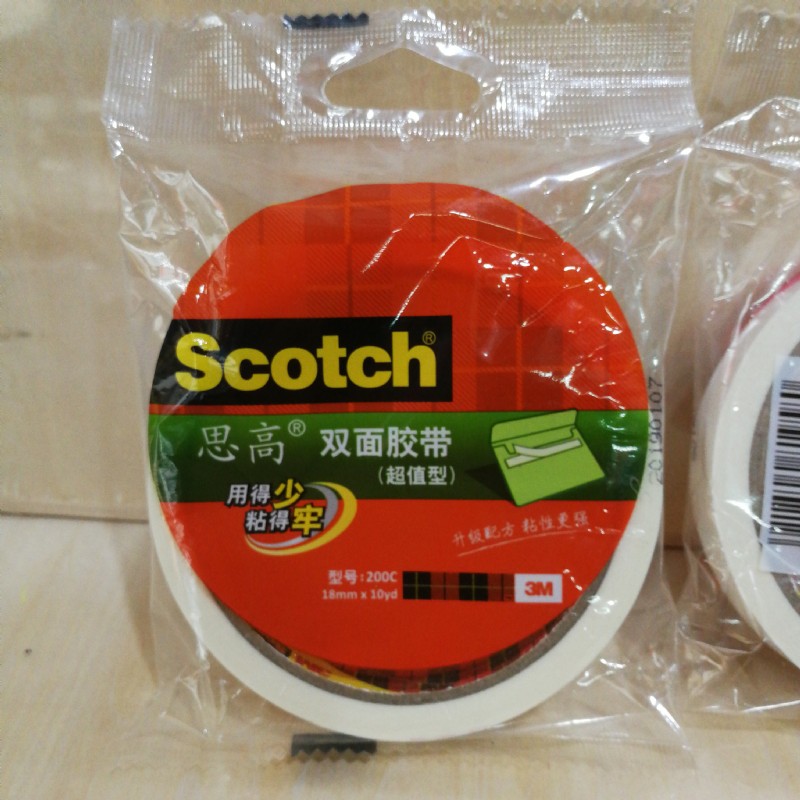 Scotch®
思高® 双面胶带
(超值型)
用得少
粘得牢
升级配方 粘性更强
型号:200C
18mm x 10yd
3M
20190107